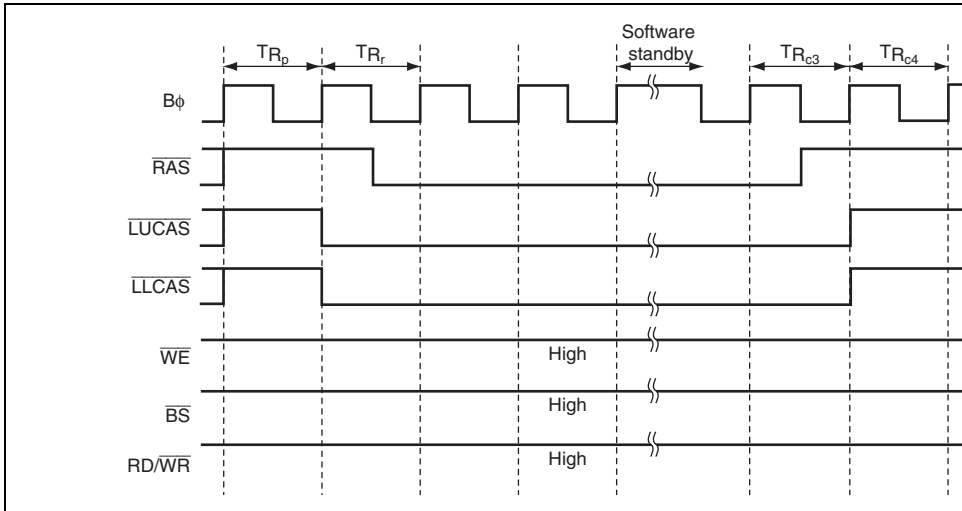 Software
standby
TRp
TRr
TRc3
TRc4
Bϕ
RAS
LUCAS
LLCAS
WE
High
BS
High
RD/WR
High